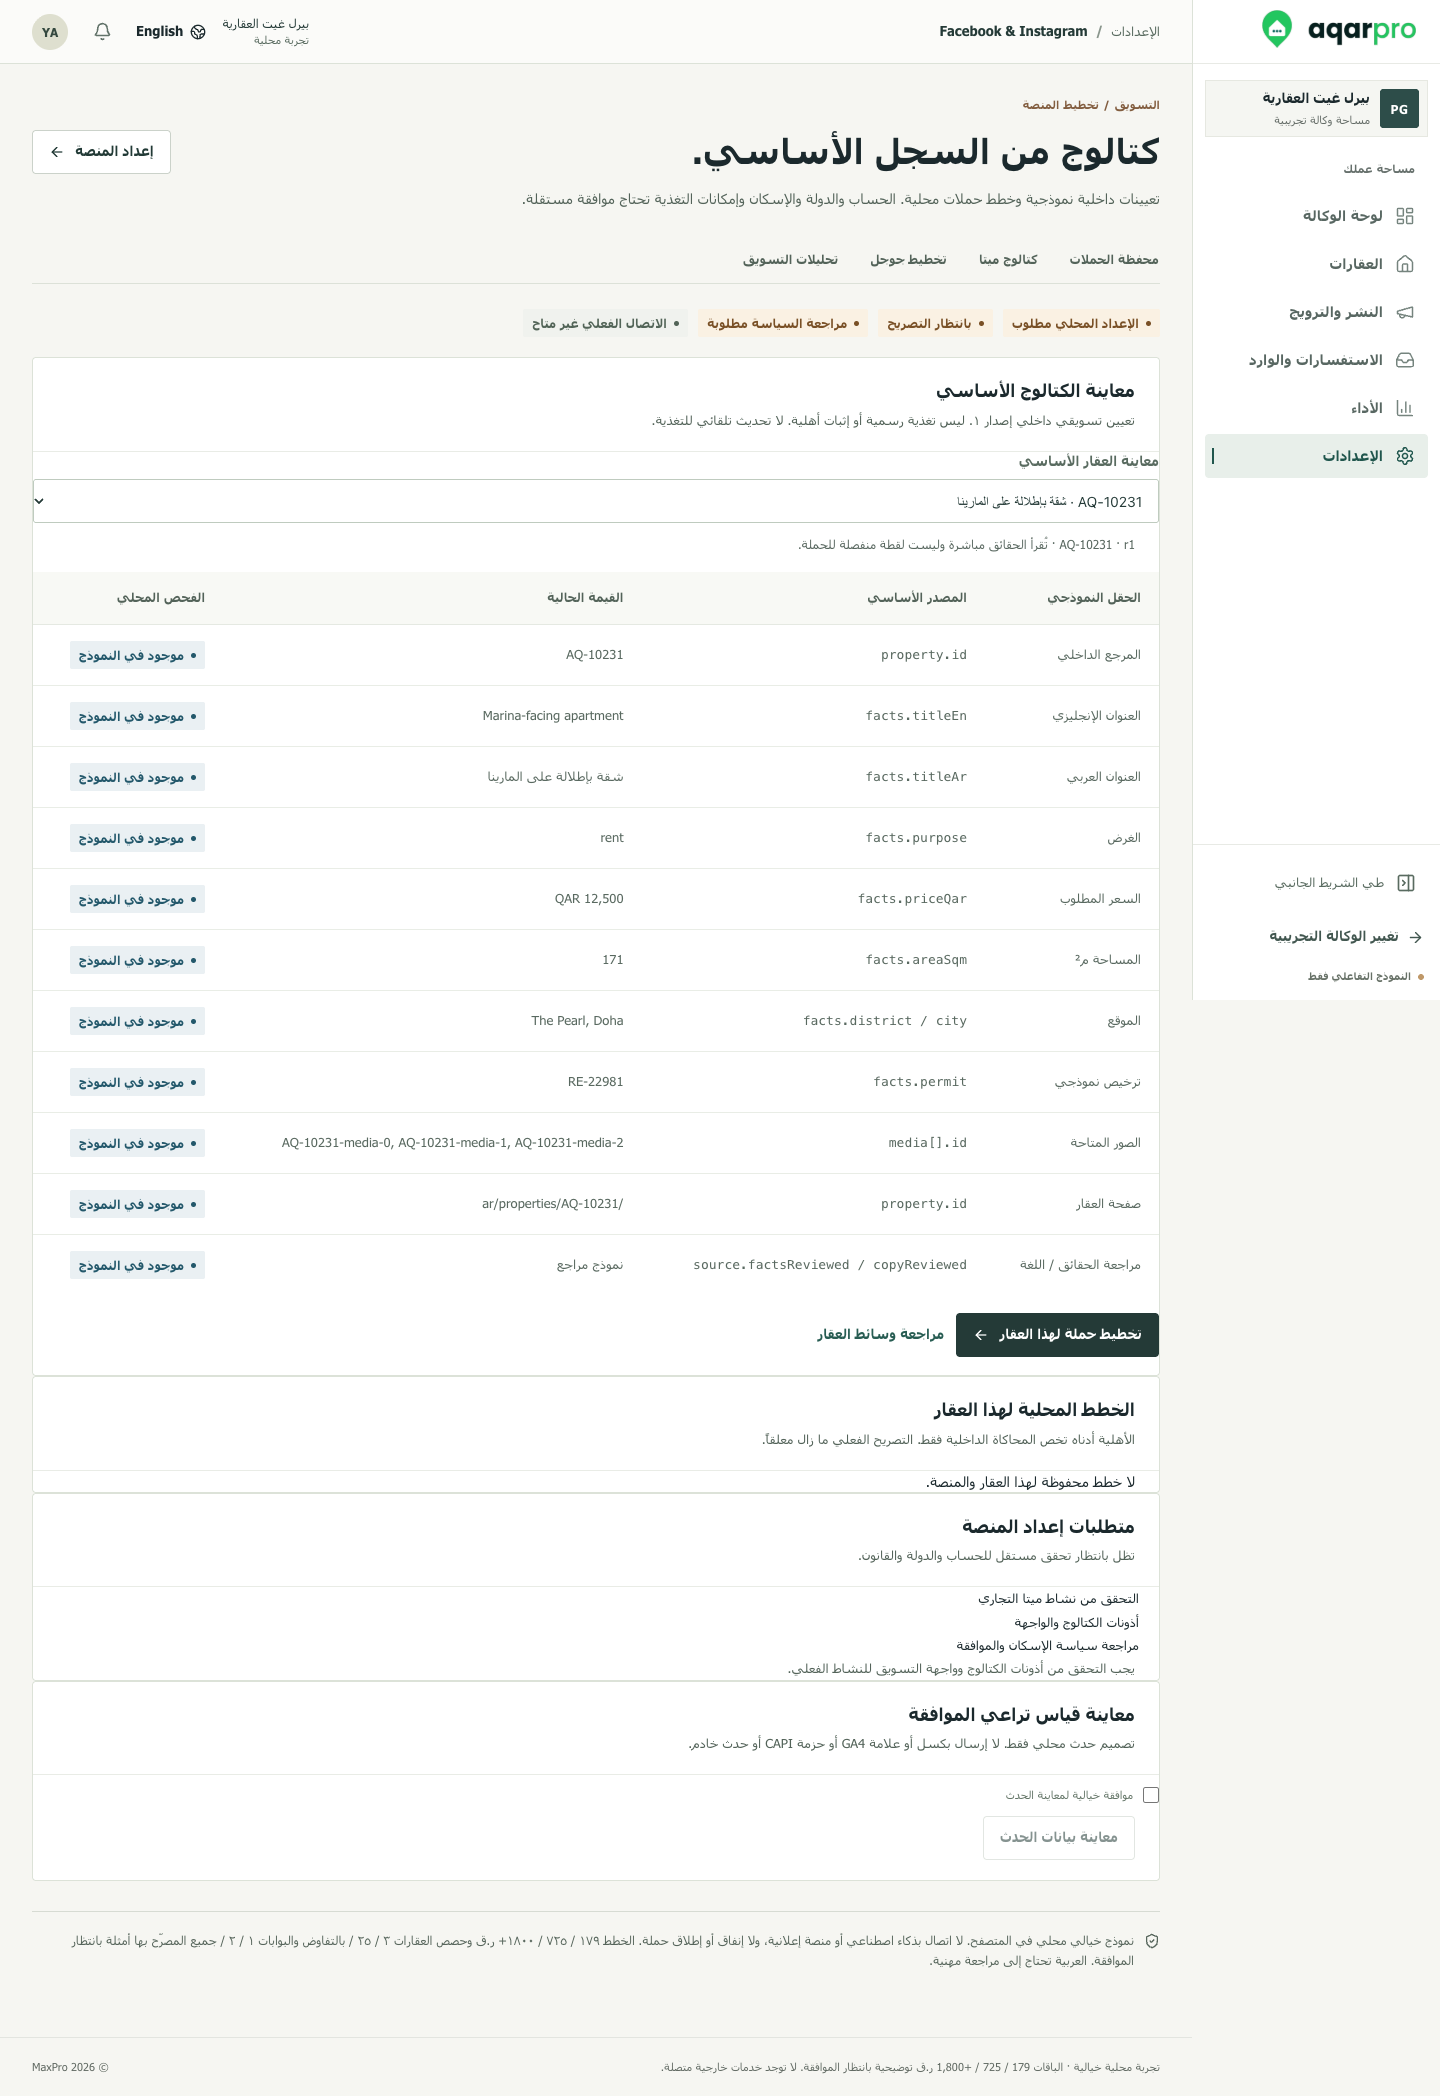 aqarpro
الإعدادات / Facebook & Instagram
بيرل غيت العقارية
تجربة محلية
English
YA
PG
بيرل غيت العقارية
مساحة وكالة تجريبية
مساحة عملك
لوحة الوكالة
العقارات
النشر والترويج
الاستفسارات والوارد
الأداء
الإعدادات
طي الشريط الجانبي
تغيير الوكالة التجريبية
النموذج التفاعلي فقط
التسويق / تخطيط المنصة
كتالوج من السجل الأساسي.
إعداد المنصة
تعيينات داخلية نموذجية وخطط حملات محلية. الحساب والدولة والإسكان وإمكانات التغذية تحتاج موافقة مستقلة.
محفظة الحملات
كتالوج ميتا
تخطيط جوجل
تحليلات التسويق
الإعداد المحلي مطلوب
بانتظار التصريح
مراجعة السياسة مطلوبة
الاتصال الفعلي غير متاح
معاينة الكتالوج الأساسي
تعيين تسويقي داخلي إصدار ١. ليس تغذية رسمية أو إثبات أهلية. لا تحديث تلقائي للتغذية.
معاينة العقار الأساسي
AQ-10231 · شقة بإطلالة على المارينا
AQ-10231 · r1 · تُقرأ الحقائق مباشرة وليست لقطة منفصلة للحملة.
الحقل النموذجي المصدر الأساسي القيمة الحالية الفحص المحلي
المرجع الداخلي property.id AQ-10231 موجود في النموذج
العنوان الإنجليزي facts.titleEn Marina-facing apartment موجود في النموذج
العنوان العربي facts.titleAr شقة بإطلالة على المارينا موجود في النموذج
الغرض facts.purpose rent موجود في النموذج
السعر المطلوب facts.priceQar QAR 12,500 موجود في النموذج
المساحة م² facts.areaSqm 171 موجود في النموذج
الموقع facts.district / city The Pearl, Doha موجود في النموذج
ترخيص نموذجي facts.permit RE-22981 موجود في النموذج
الصور المتاحة media[].id AQ-10231-media-0, AQ-10231-media-1, AQ-10231-media-2 موجود في النموذج
صفحة العقار property.id ar/properties/AQ-10231/ موجود في النموذج
مراجعة الحقائق / اللغة source.factsReviewed / copyReviewed نموذج مراجع موجود في النموذج
تخطيط حملة لهذا العقار
مراجعة وسائط العقار
الخطط المحلية لهذا العقار
الأهلية أدناه تخص المحاكاة الداخلية فقط. التصريح الفعلي ما زال معلقاً.
لا خطط محفوظة لهذا العقار والمنصة.
متطلبات إعداد المنصة
تظل بانتظار تحقق مستقل للحساب والدولة والقانون.
التحقق من نشاط ميتا التجاري
أذونات الكتالوج والواجهة
مراجعة سياسة الإسكان والموافقة
يجب التحقق من أذونات الكتالوج وواجهة التسويق للنشاط الفعلي.
معاينة قياس تراعي الموافقة
تصميم حدث محلي فقط. لا إرسال بكسل أو علامة GA4 أو حزمة CAPI أو حدث خادم.
موافقة خيالية لمعاينة الحدث
معاينة بيانات الحدث
نموذج خيالي محلي في المتصفح. لا اتصال بذكاء اصطناعي أو منصة إعلانية، ولا إنفاق أو إطلاق حملة. الخطط ١٧٩ / ٧٢٥ / ١٨٠٠+ ر.ق وحصص العقارات ٣ / ٢٥ / بالتفاوض والبوابات ١ / ٢ / جميع المصرّح بها أمثلة بانتظار
الموافقة. العربية تحتاج إلى مراجعة مهنية.
تجربة محلية خيالية · الباقات 179 / 725 / 1,800+ ر.ق توضيحية بانتظار الموافقة. لا توجد خدمات خارجية متصلة.
© 2026 MaxPro